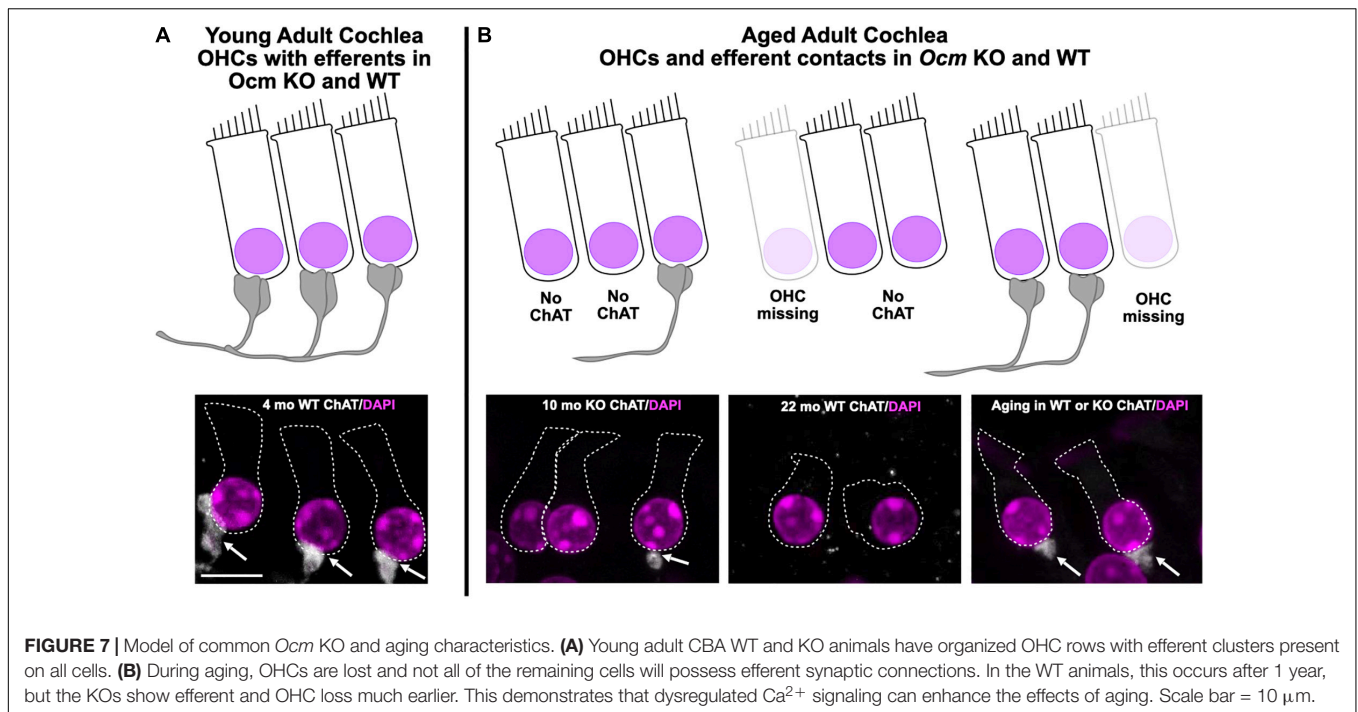 A
Young Adult Cochlea
OHCs with efferents in
Ocm KO and WT
B
Aged Adult Cochlea
OHCs and efferent contacts in Ocm KO and WT
No
ChAT
No
ChAT
OHC
missing
No
ChAT
OHC
missing
4 mo WT ChAT/DAPI
10 mo KO ChAT/DAPI
22 mo WT ChAT/DAPI
Aging in WT or KO ChAT/DAPI
FIGURE 7 | Model of common Ocm KO and aging characteristics. (A) Young adult CBA WT and KO animals have organized OHC rows with efferent clusters present
on all cells. (B) During aging, OHCs are lost and not all of the remaining cells will possess efferent synaptic connections. In the WT animals, this occurs after 1 year,
but the KOs show efferent and OHC loss much earlier. This demonstrates that dysregulated Ca²⁺ signaling can enhance the effects of aging. Scale bar = 10 μm.